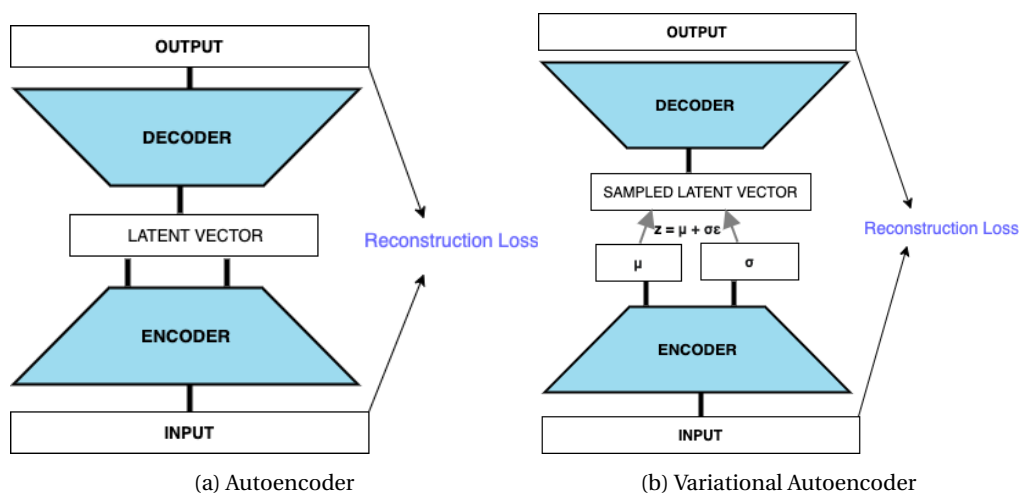 OUTPUT
DECODER
LATENT VECTOR
Reconstruction Loss
ENCODER
INPUT
(a) Autoencoder
OUTPUT
DECODER
SAMPLED LATENT VECTOR
z = μ + σε
μ
σ
Reconstruction Loss
ENCODER
INPUT
(b) Variational Autoencoder